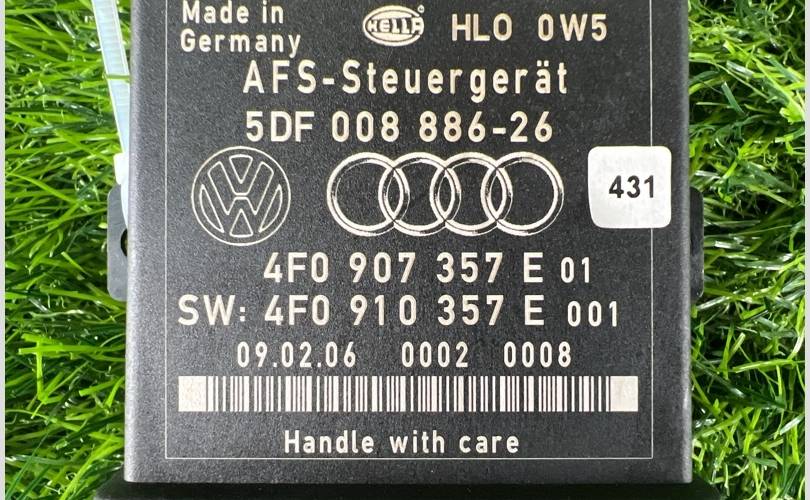 Made in
Germany
HELLA
HLO 0W5
AFS-Steuergerät
5DF 008 886-26
431
4F0 907 357 E 01
SW: 4F0 910 357 E 001
09.02.06 0002 0008
Handle with care